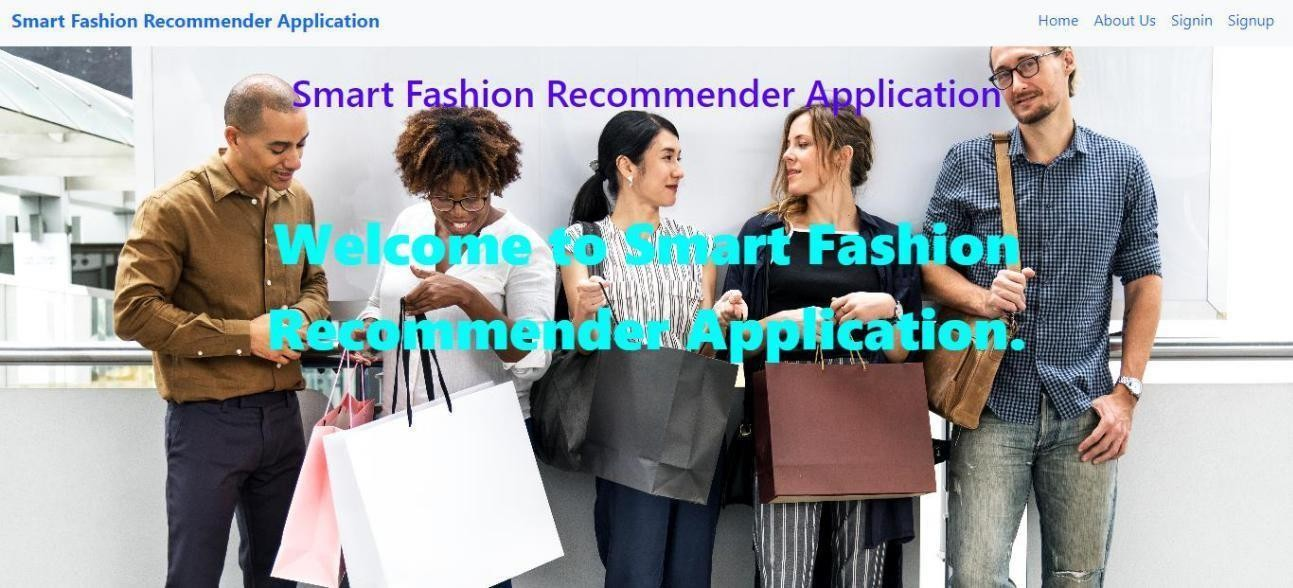 Smart Fashion Recommender Application
Home About Us Signin Signup
Smart Fashion Recommender Application
Welcome to Smart Fashion
Recommender Application.